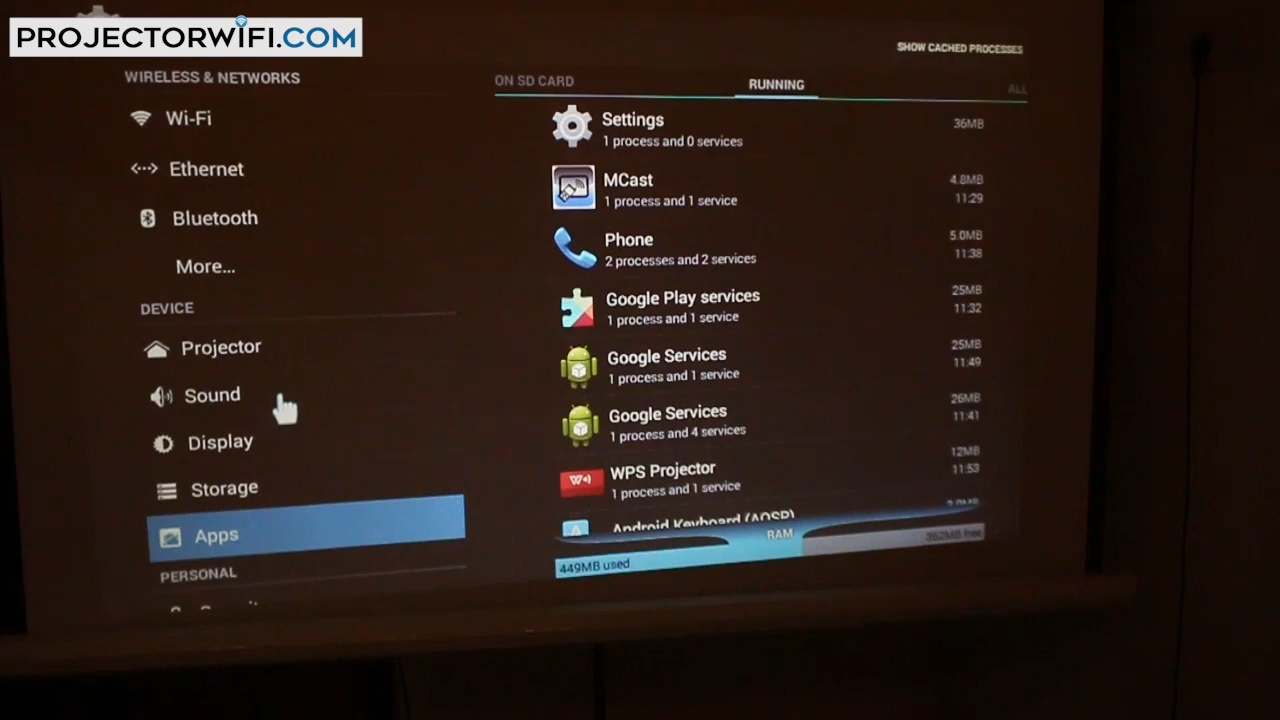 PROJECTORWIFI.COM
SHOW CACHED PROCESSES
WIRELESS & NETWORKS
Wi-Fi
Ethernet
Bluetooth
More...
DEVICE
Projector
Sound
Display
Storage
Apps
PERSONAL
ON SD CARD
RUNNING
ALL
Settings
36MB
1 process and 0 services
MCast
4.8MB
1 process and 1 service
11:29
Phone
5.0MB
2 processes and 2 services
11:38
Google Play services
25MB
1 process and 1 service
11:32
Google Services
25MB
1 process and 1 service
11:49
Google Services
26MB
1 process and 4 services
11:41
WPS Projector
12MB
1 process and 1 service
11:53
Android Keyboard (AOSP)
RAM
449MB used
362MB free